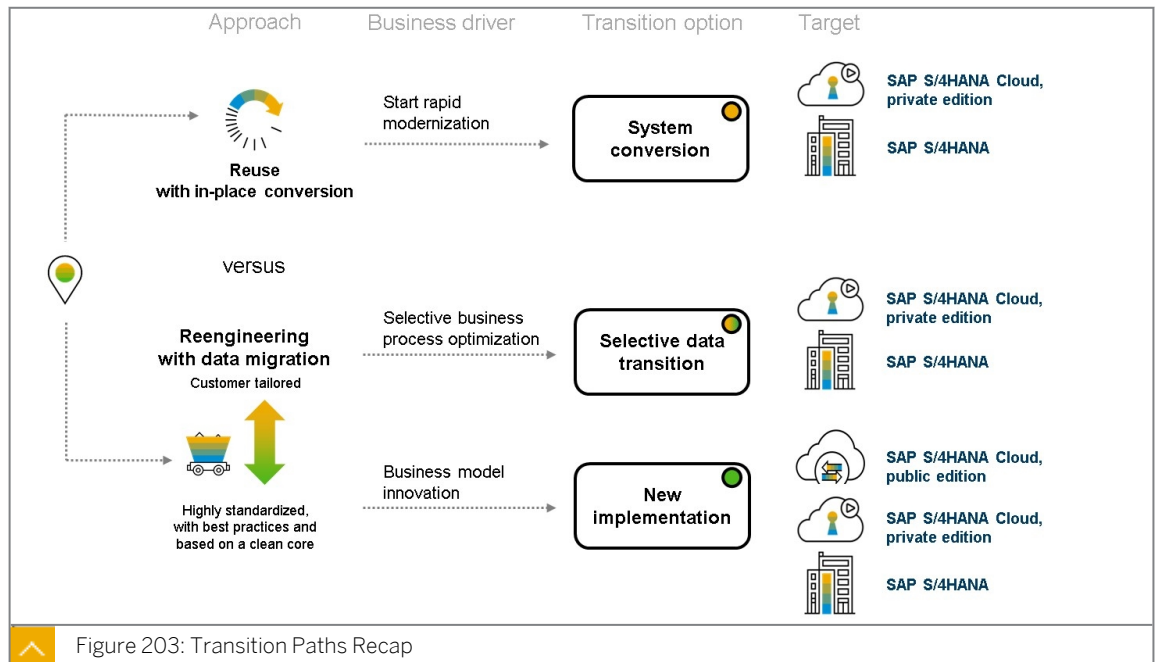 Approach
Business driver
Transition option
Target
Reuse
with in-place conversion
Start rapid
modernization
System
conversion
SAP S/4HANA Cloud,
private edition
SAP S/4HANA
versus
Reengineering
with data migration
Customer tailored
Selective business
process optimization
Selective data
transition
SAP S/4HANA Cloud,
private edition
SAP S/4HANA
Highly standardized,
with best practices and
based on a clean core
Business model
innovation
New
implementation
SAP S/4HANA Cloud,
public edition
SAP S/4HANA Cloud,
private edition
SAP S/4HANA
Figure 203: Transition Paths Recap